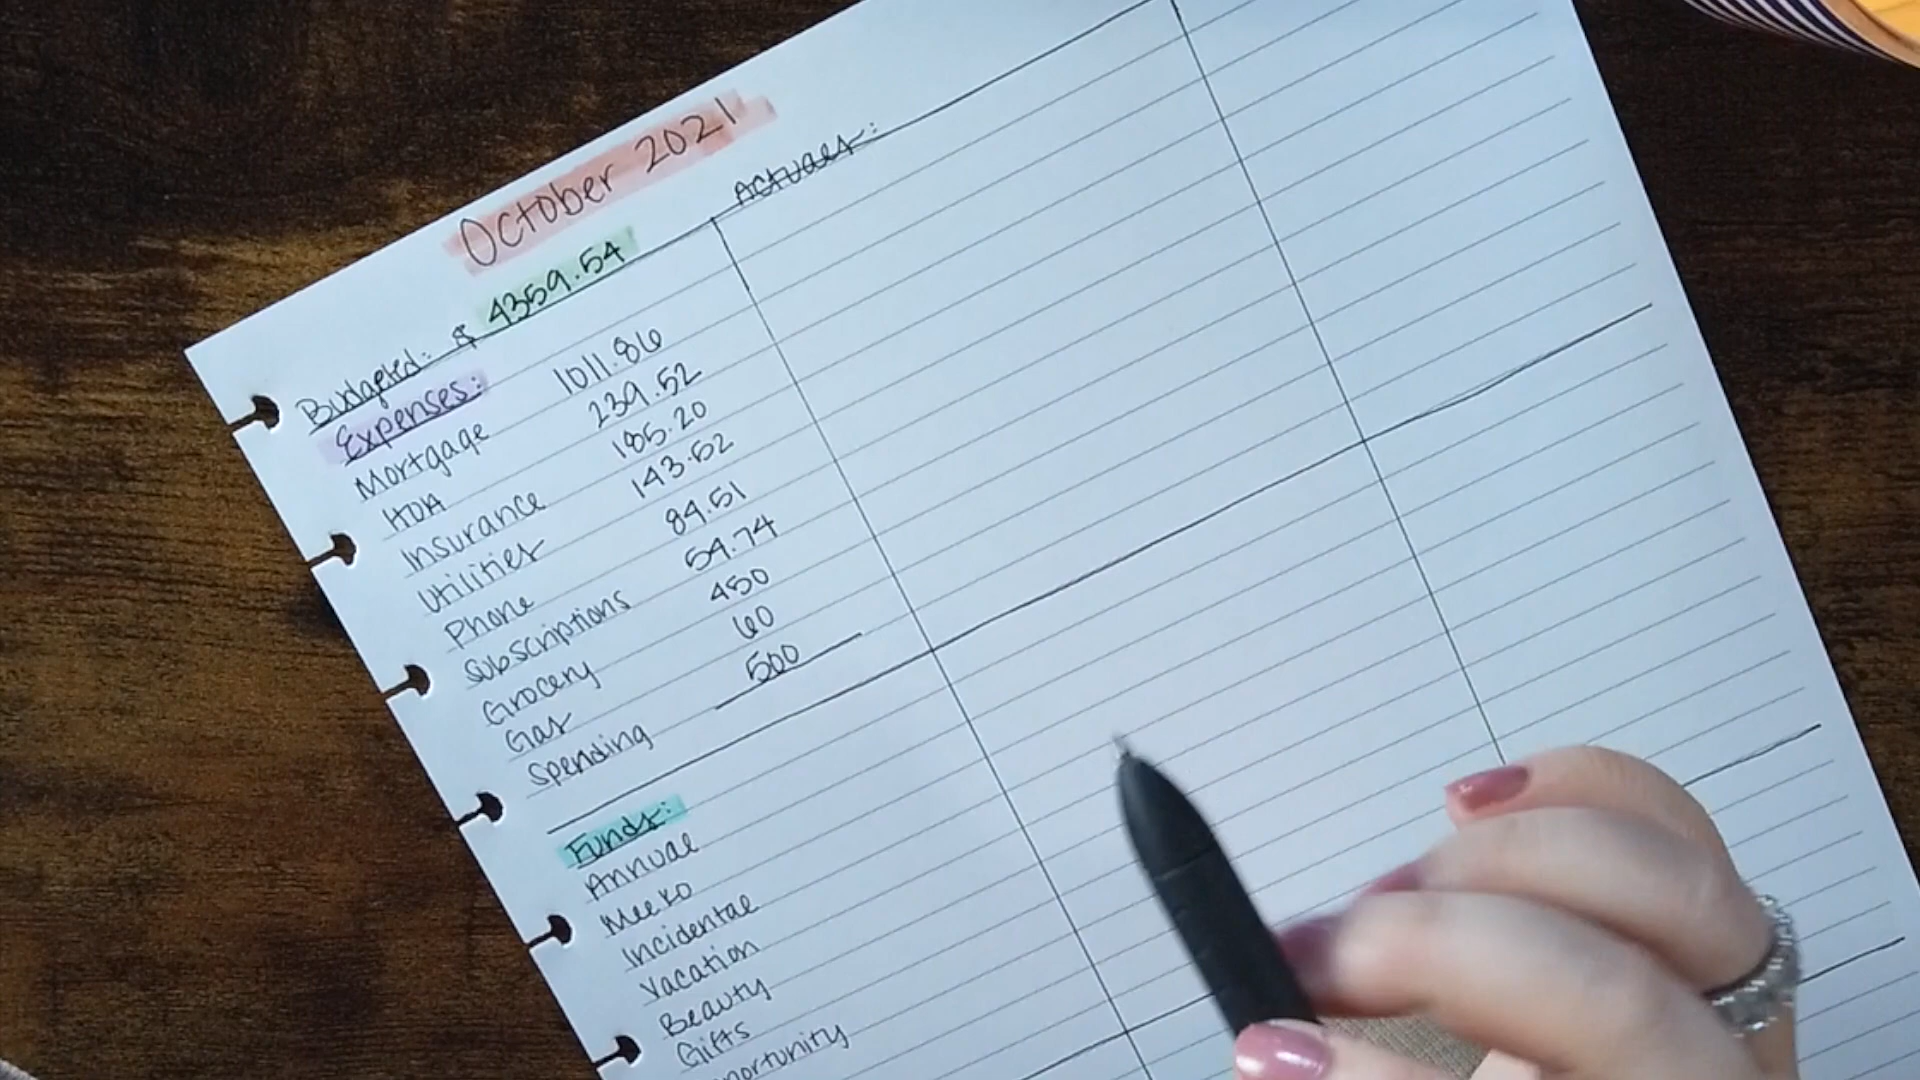 October 2021
Budgeted: $ 4359.54
Actuals:
Expenses:
Mortgage 1011.86
HOA 239.52
Insurance 185.20
Utilities 143.52
Phone 84.51
Subscriptions 54.74
Grocery 450
Gas 60
Spending 500
Funds:
Annual
Meeko
Incidental
Vacation
Beauty
Gifts